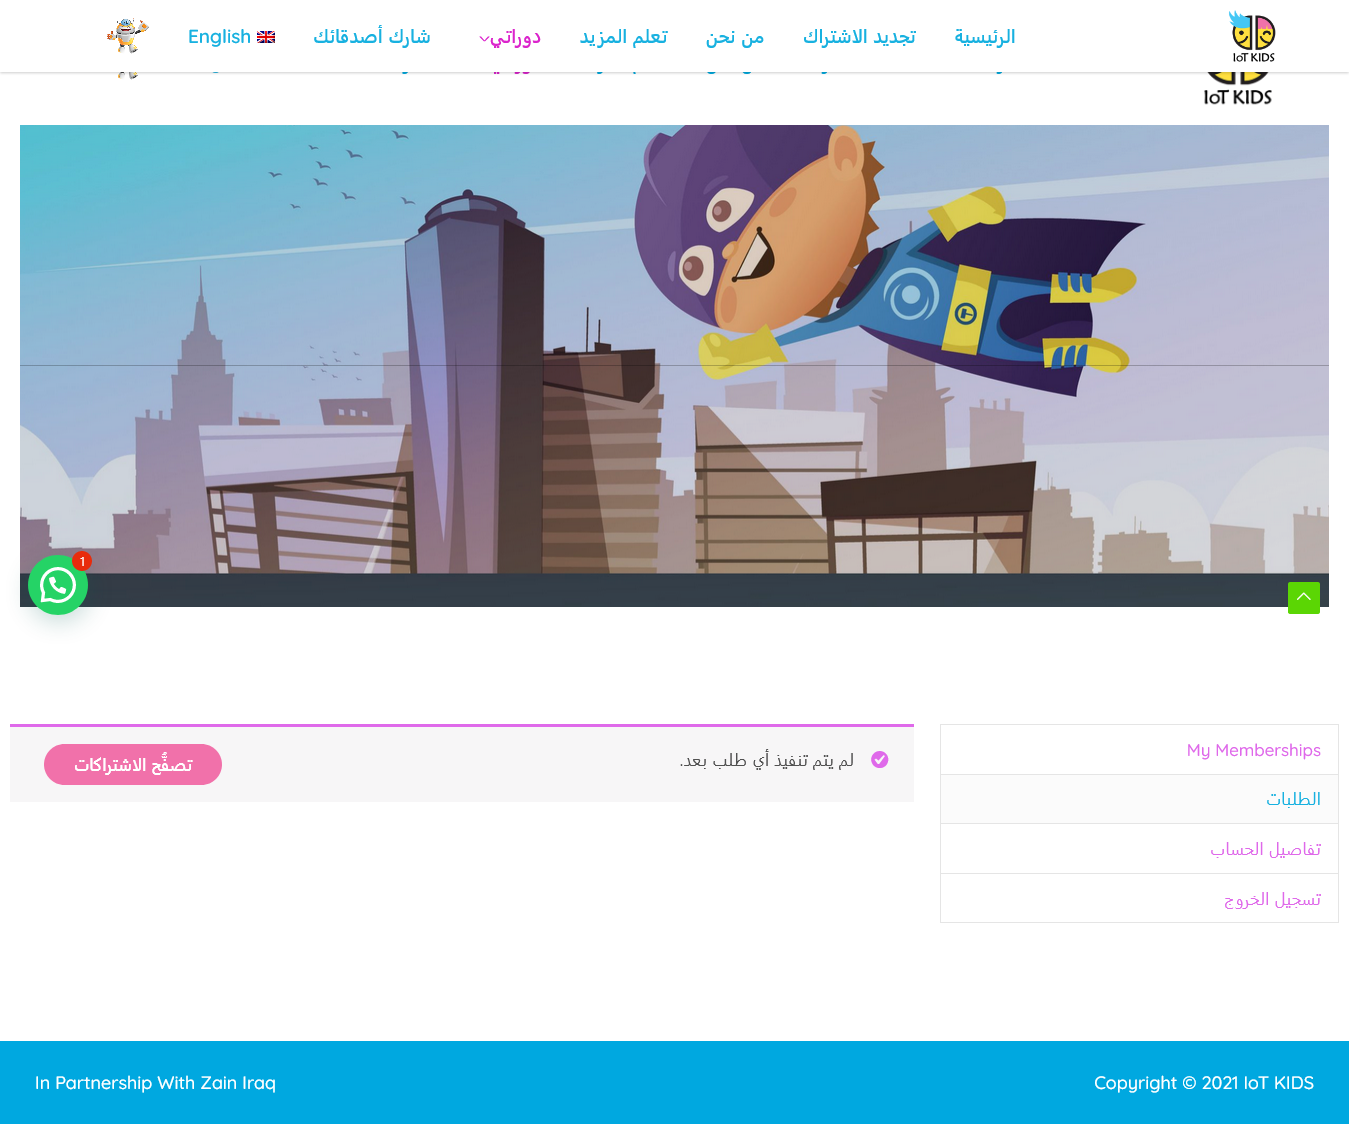 IoT KIDS
الرئيسية
تجديد الاشتراك
من نحن
تعلم المزيد
دوراتي
شارك أصدقائك
English
IoT KIDS
1
لم يتم تنفيذ أي طلب بعد.
تصفُّح الاشتراكات
My Memberships
الطلبات
تفاصيل الحساب
تسجيل الخروج
Copyright © 2021 IoT KIDS
In Partnership With Zain Iraq